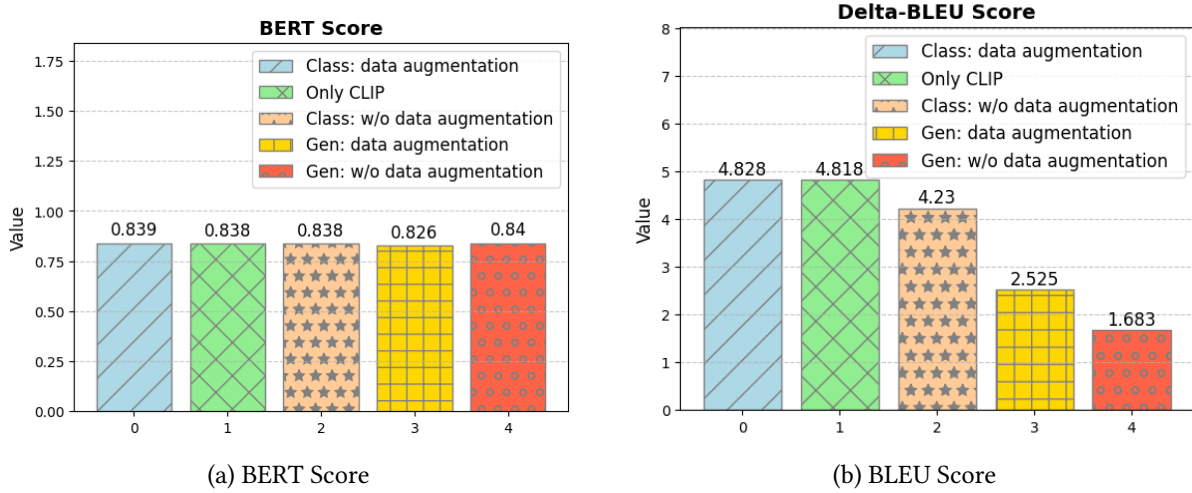 BERT Score
Value
1.75
1.50
1.25
1.00
0.75
0.50
0.25
0.00
Class: data augmentation
Only CLIP
Class: w/o data augmentation
Gen: data augmentation
Gen: w/o data augmentation
0.839
0.838
0.838
0.826
0.84
0 1 2 3 4
(a) BERT Score
Delta-BLEU Score
Value
8
7
6
5
4
3
2
1
0
Class: data augmentation
Only CLIP
Class: w/o data augmentation
Gen: data augmentation
Gen: w/o data augmentation
4.828
4.818
4.23
2.525
1.683
0 1 2 3 4
(b) BLEU Score